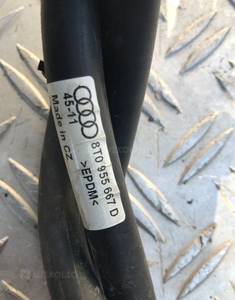 45-11
Made in CZ
8T0 955 667 D
>EPDM<